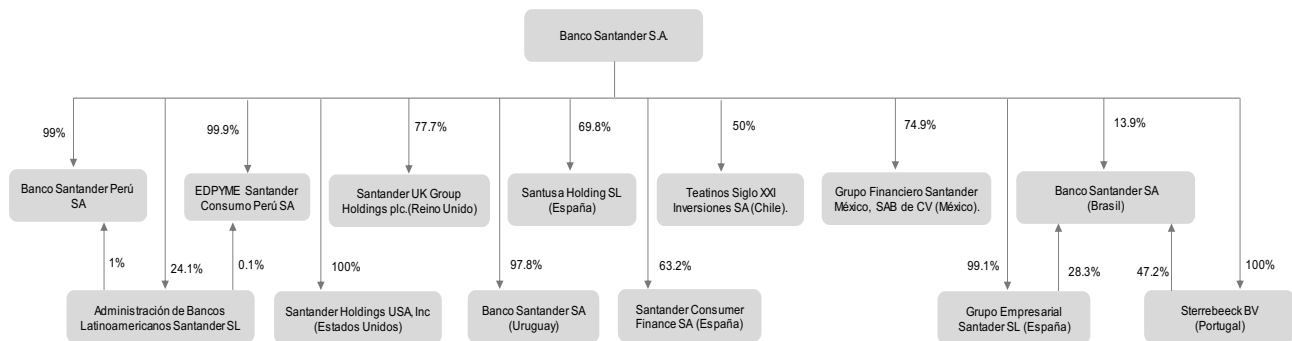 Banco Santander S.A.
99%
99.9%
77.7%
69.8%
50%
74.9%
13.9%
Banco Santander Perú
SA
EDPYME Santander
Consumo Perú SA
Santander UK Group
Holdings plc.(Reino Unido)
Santusa Holding SL
(España)
Teatinos Siglo XXI
Inversiones SA (Chile).
Grupo Financiero Santander
México, SAB de CV (México).
Banco Santander SA
(Brasil)
1%
24.1%
0.1%
100%
97.8%
63.2%
99.1%
28.3%
47.2%
100%
Administración de Bancos
Latinoamericanos Santander SL
Santander Holdings USA, Inc
(Estados Unidos)
Banco Santander SA
(Uruguay)
Santander Consumer
Finance SA (España)
Grupo Empresarial
Santader SL (España)
Sterrebeeck BV
(Portugal)